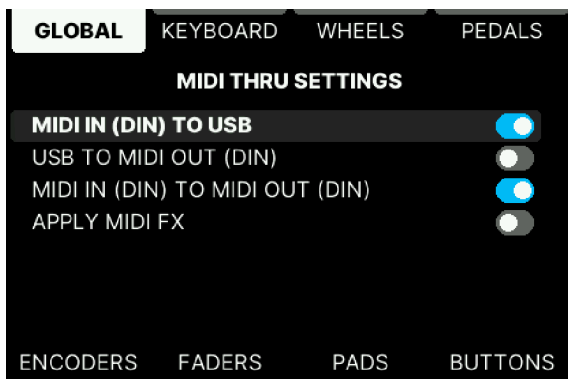 GLOBAL KEYBOARD WHEELS PEDALS
MIDI THRU SETTINGS
MIDI IN (DIN) TO USB
USB TO MIDI OUT (DIN)
MIDI IN (DIN) TO MIDI OUT (DIN)
APPLY MIDI FX
ENCODERS FADERS PADS BUTTONS